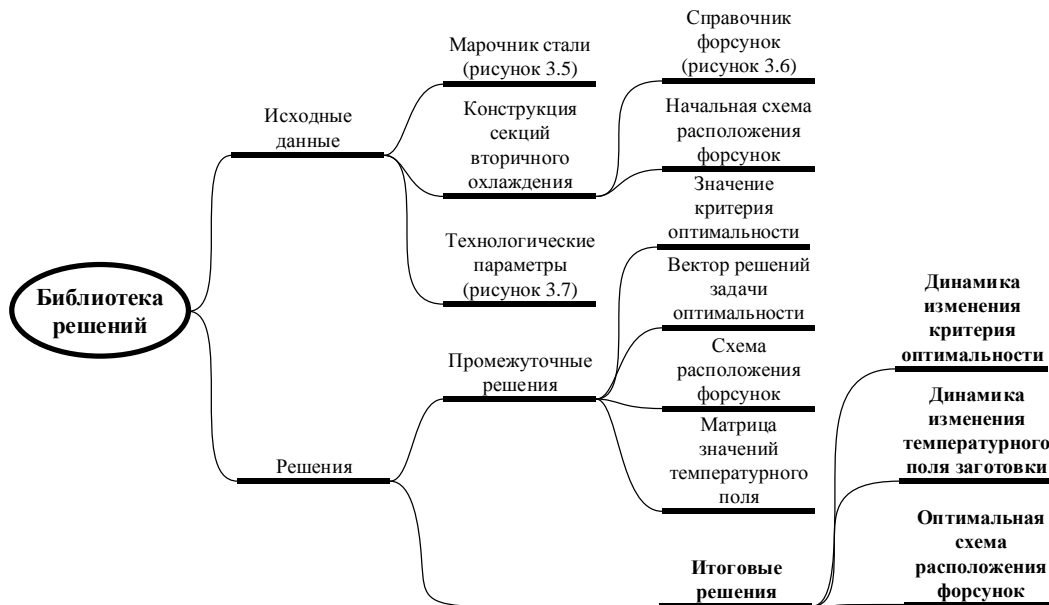 Библиотека
решений
Исходные
данные
Марочник стали
(рисунок 3.5)
Конструкция
секций
вторичного
охлаждения
Справочник
форсунок
(рисунок 3.6)
Начальная схема
расположения
форсунок
Технологические
параметры
(рисунок 3.7)
Решения
Промежуточные
решения
Значение
критерия
оптимальности
Вектор решений
задачи
оптимальности
Схема
расположения
форсунок
Матрица
значений
температурного
поля
Итоговые
решения
Динамика
изменения
критерия
оптимальности
Динамика
изменения
температурного
поля заготовки
Оптимальная
схема
расположения
форсунок